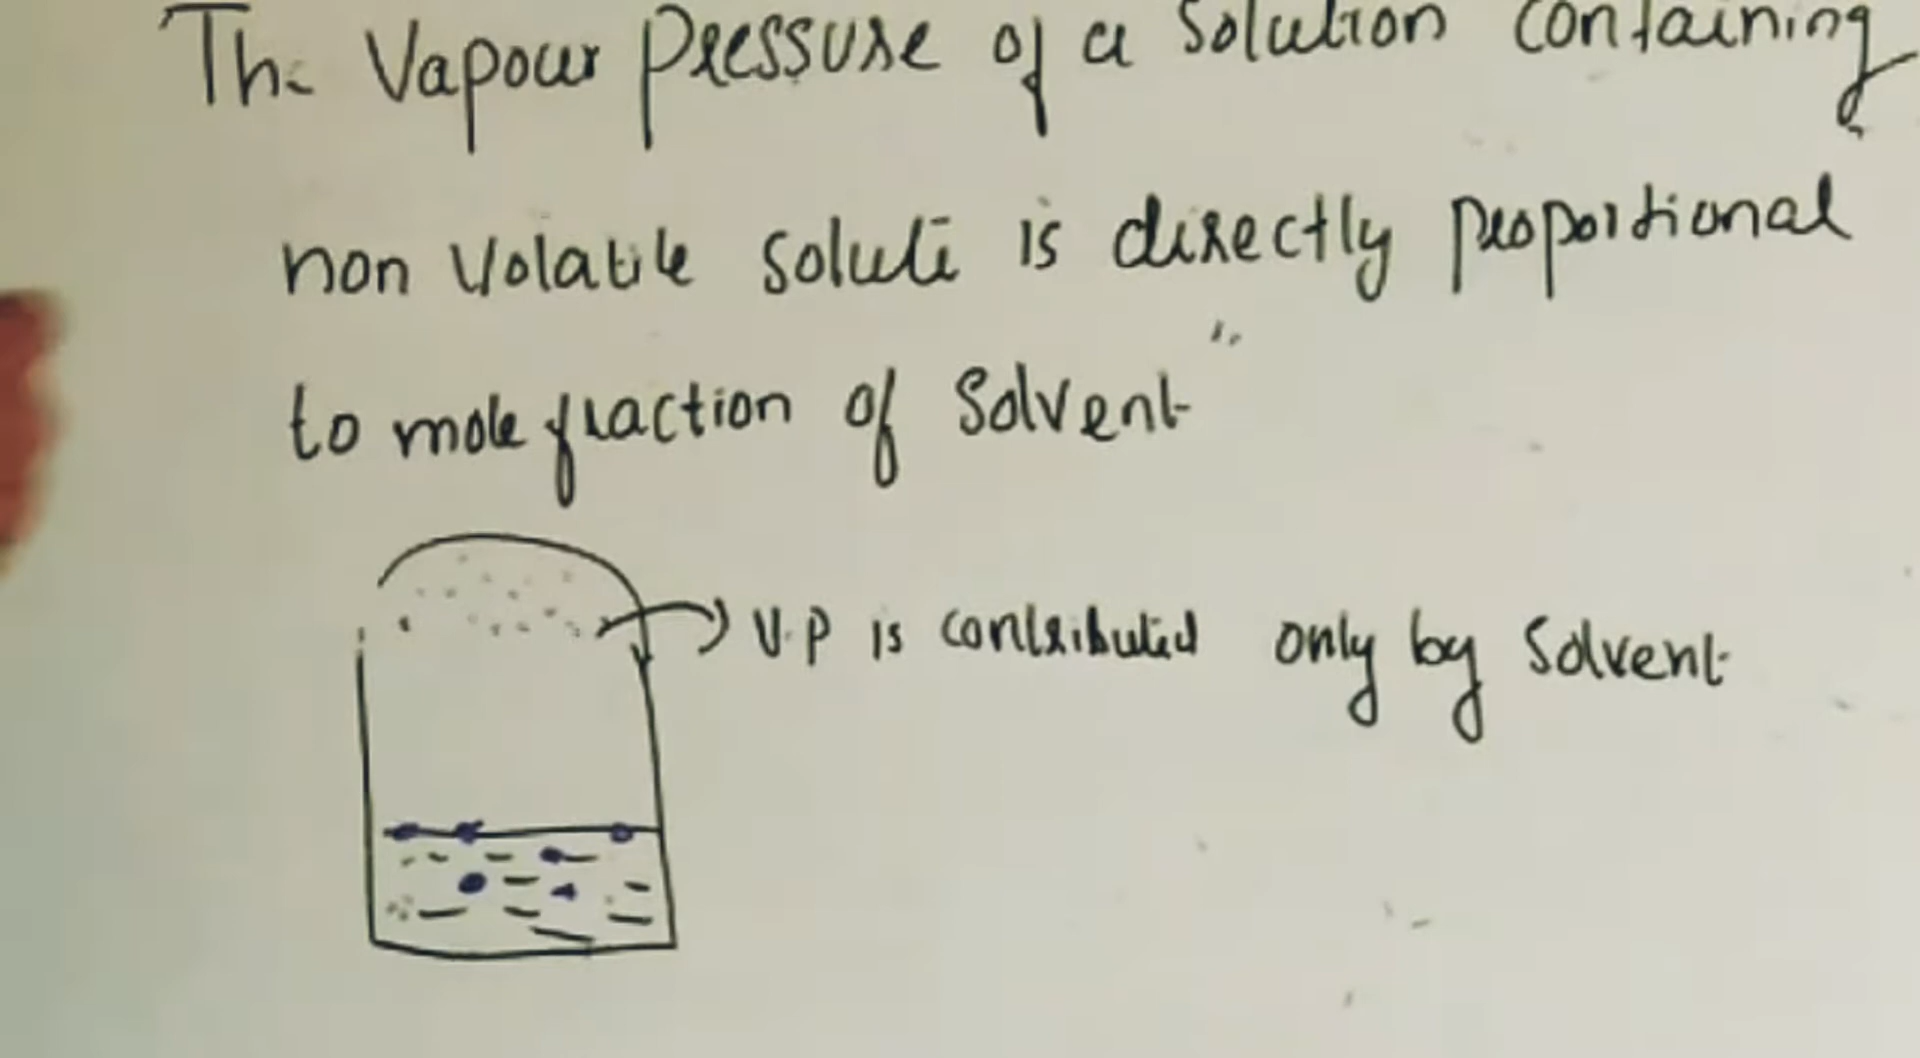 The Vapour Pressure of a Solution Containing
non Volatile solute is directly proportional
to mole fraction of Solvent"
V.P is contributed only by Solvent